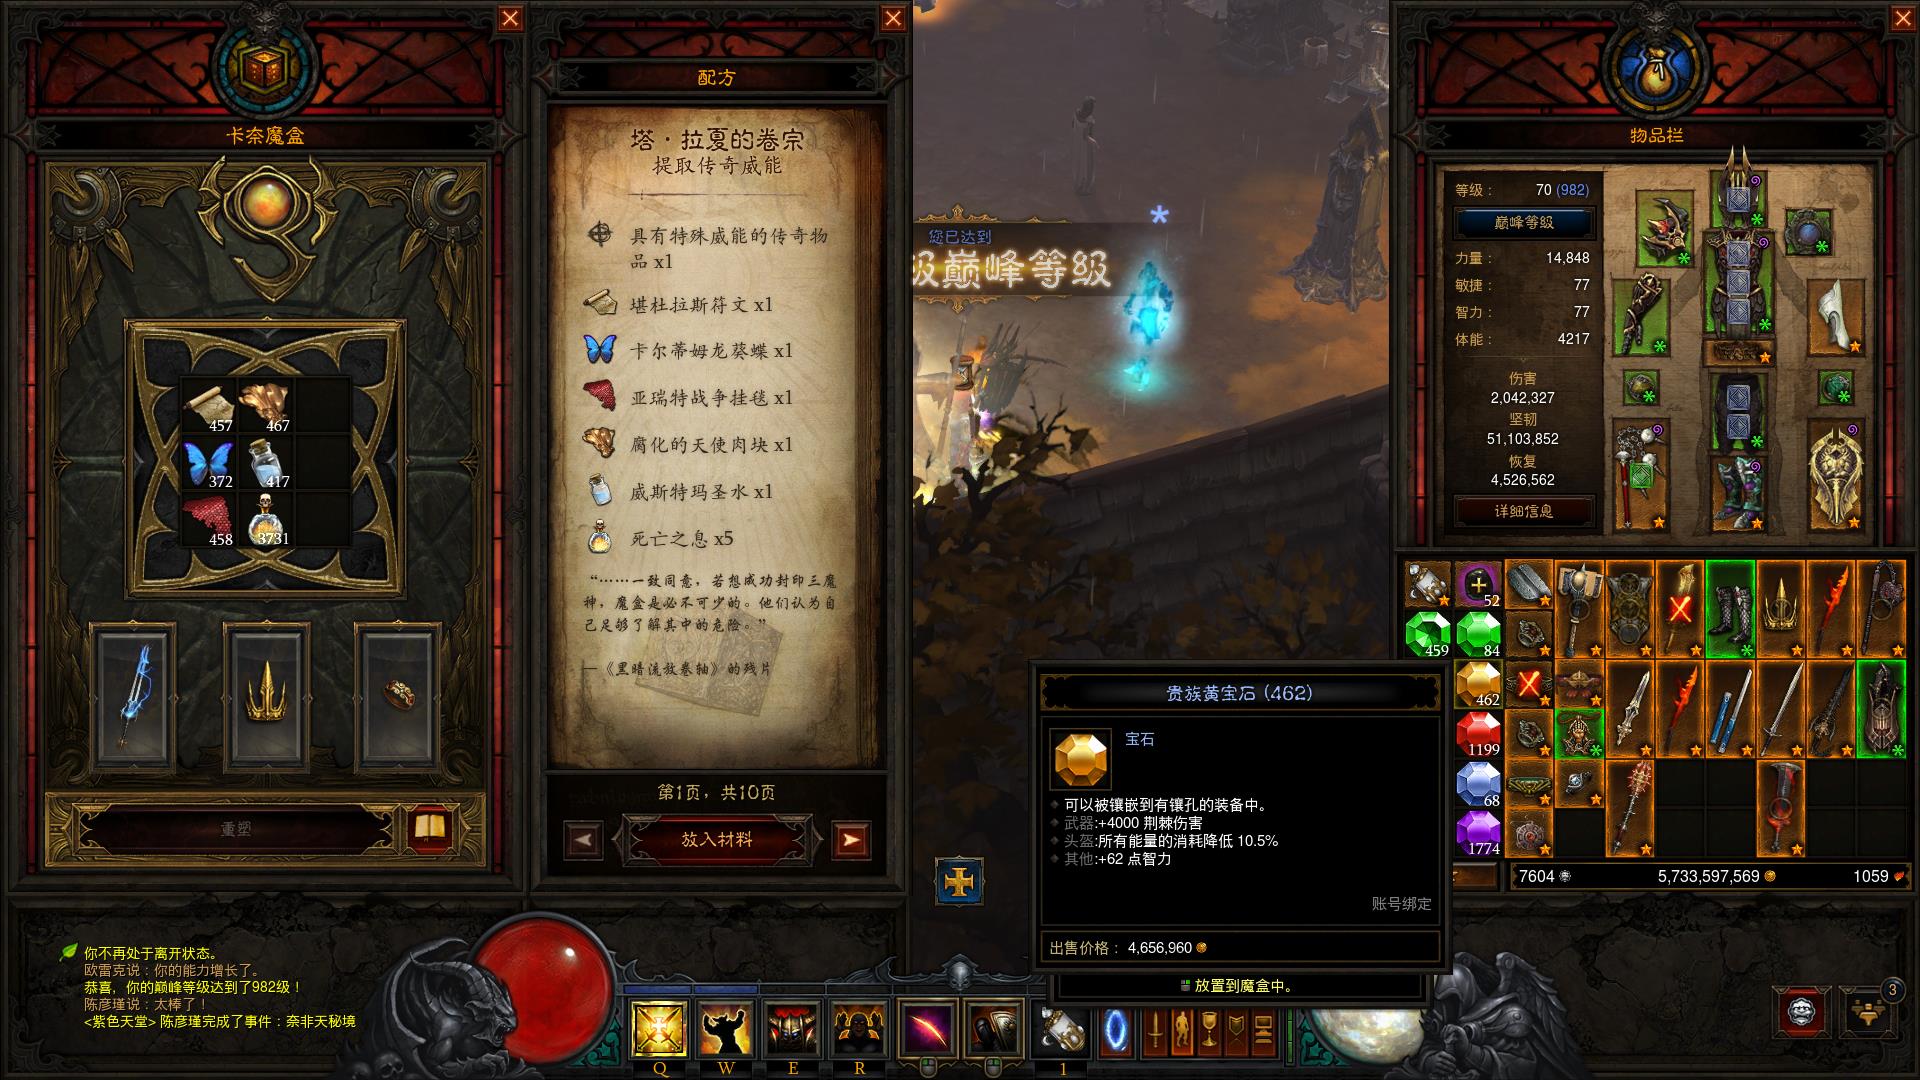 卡奈魔盒
457
467
372
417
458
3731
重塑
配方
塔·拉夏的卷宗
提取传奇威能
具有特殊威能的传奇物
品 x1
堪杜拉斯符文 x1
卡尔蒂姆龙葵蝶 x1
亚瑞特战争挂毯 x1
腐化的天使肉块 x1
威斯特玛圣水 x1
死亡之息 x5
“……一致同意，若想成功封印三魔
神，魔盒是必不可少的。他们认为自
己足够了解其中的危险。”
—《黑暗流放卷轴》的残片
第1页，共10页
放入材料
您已达到
级巅峰等級
物品栏
等级： 70 (982)
巅峰等級
力量： 14,848
敏捷： 77
智力： 77
体能： 4217
伤害
2,042,327
坚韧
51,103,852
恢复
4,526,562
详细信息
52
459
84
462
1199
68
1774
7604
5,733,597,569
1059
贵族黄宝石 (462)
宝石
可以被镶嵌到有镶孔的装备中。
武器:+4000 荆棘伤害
头盔:所有能量的消耗降低 10.5%
其他:+62 点智力
账号绑定
出售价格： 4,656,960
放置到魔盒中。
你不再处于离开状态。
欧雷克说：你的能力增长了。
恭喜，你的巅峰等级达到了982级！
陈彦瑾说：太棒了！
<紫色天堂> 陈彦瑾完成了事件：奈非天秘境
Q
W
E
R
1
3